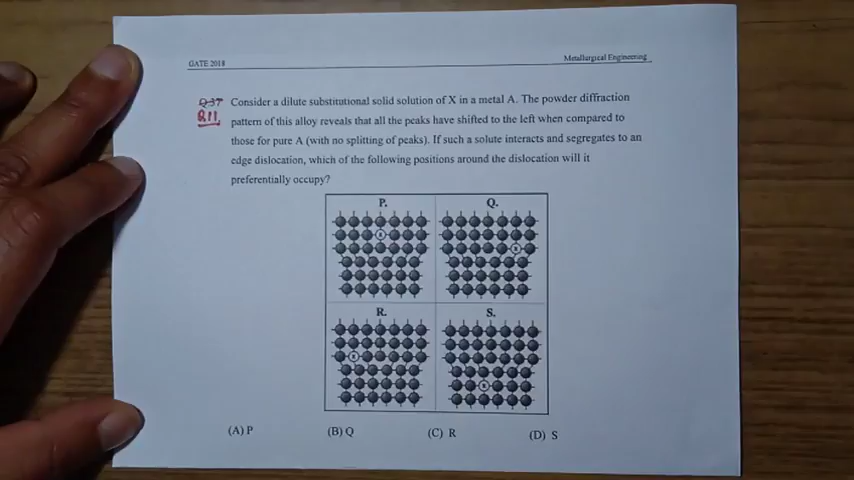 GATE 2018 Metallurgical Engineering
Q37 Consider a dilute substitutional solid solution of X in a metal A. The powder diffraction
Q.11. pattern of this alloy reveals that all the peaks have shifted to the left when compared to
those for pure A (with no splitting of peaks). If such a solute interacts and segregates to an
edge dislocation, which of the following positions around the dislocation will it
preferentially occupy?
P. Q.
R. S.
(A) P (B) Q (C) R (D) S